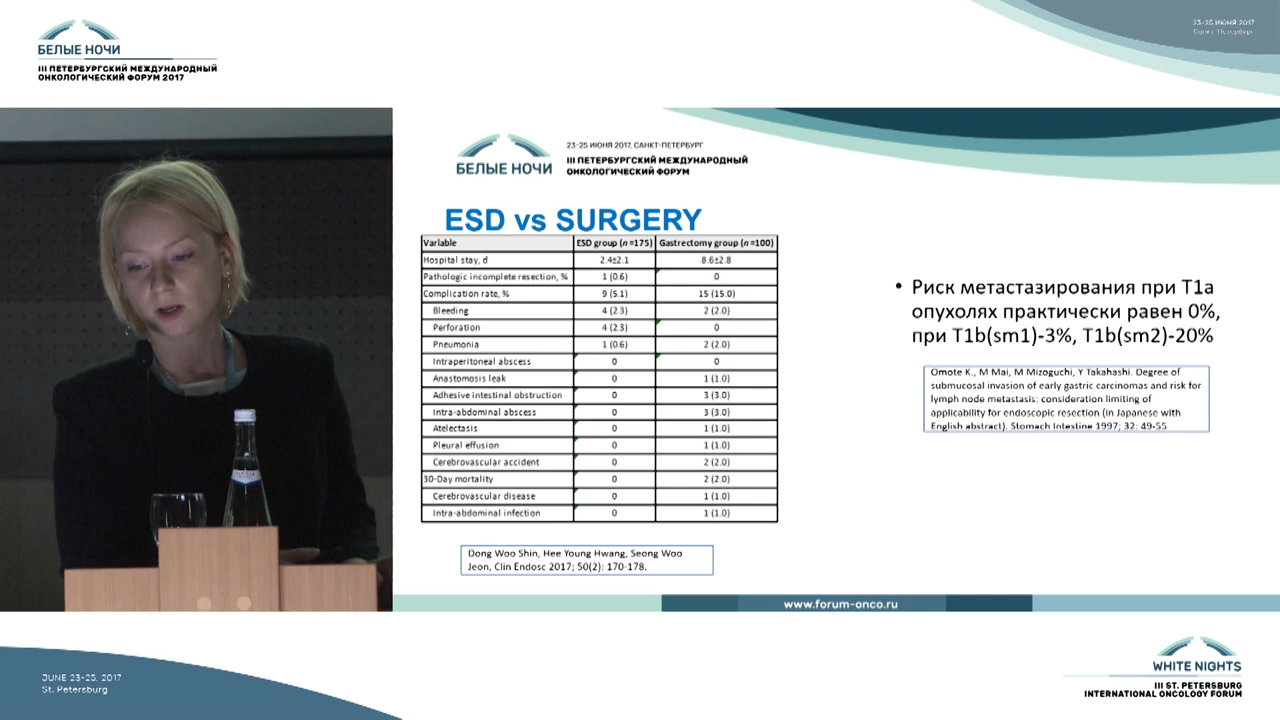 23-25 ИЮНЯ 2017
Санкт-Петербург
БЕЛЫЕ НОЧИ
III ПЕТЕРБУРГСКИЙ МЕЖДУНАРОДНЫЙ
ОНКОЛОГИЧЕСКИЙ ФОРУМ 2017
БЕЛЫЕ НОЧИ
23-25 ИЮНЯ 2017, САНКТ-ПЕТЕРБУРГ
III ПЕТЕРБУРГСКИЙ МЕЖДУНАРОДНЫЙ
ОНКОЛОГИЧЕСКИЙ ФОРУМ
ESD vs SURGERY
Variable ESD group (n =175) Gastrectomy group (n =100)
Hospital stay, d 2.4±2.1 8.6±2.8
Pathologic incomplete resection, % 1 (0.6) 0
Complication rate, % 9 (5.1) 15 (15.0)
Bleeding 4 (2.3) 2 (2.0)
Perforation 4 (2.3) 0
Pneumonia 1 (0.6) 2 (2.0)
Intraperitoneal abscess 0 0
Anastomosis leak 0 1 (1.0)
Adhesive intestinal obstruction 0 3 (3.0)
Intra-abdominal abscess 0 3 (3.0)
Atelectasis 0 1 (1.0)
Pleural effusion 0 1 (1.0)
Cerebrovascular accident 0 2 (2.0)
30-Day mortality 0 2 (2.0)
Cerebrovascular disease 0 1 (1.0)
Intra-abdominal infection 0 1 (1.0)
Dong Woo Shin, Hee Young Hwang, Seong Woo
Jeon, Clin Endosc 2017; 50(2): 170-178.
• Риск метастазирования при T1a
опухолях практически равен 0%,
при T1b(sm1)-3%, T1b(sm2)-20%
Omote K., M Mai, M Mizoguchi, Y Takahashi. Degree of
submucosal invasion of early gastric carcinomas and risk for
lymph node metastasis: consideration limiting of
applicability for endoscopic resection (in Japanese with
English abstract). Stomach Intestine 1997; 32: 49-55
www.forum-onco.ru
JUNE 23-25, 2017
St. Petersburg
WHITE NIGHTS
III ST. PETERSBURG
INTERNATIONAL ONCOLOGY FORUM